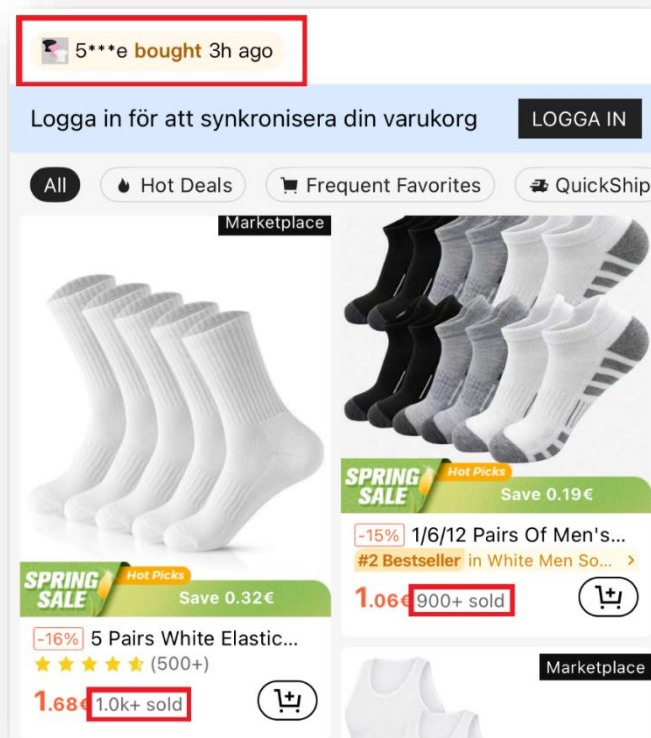 5***e bought 3h ago
Logga in för att synkronisera din varukorg
LOGGA IN
All
Hot Deals
Frequent Favorites
QuickShip
Marketplace
SPRING SALE
Hot Picks
Save 0.32€
-16% 5 Pairs White Elastic...
(500+)
1.68€ 1.0k+ sold
SPRING SALE
Hot Picks
Save 0.19€
-15% 1/6/12 Pairs Of Men's...
#2 Bestseller in White Men So... >
1.06€ 900+ sold
Marketplace